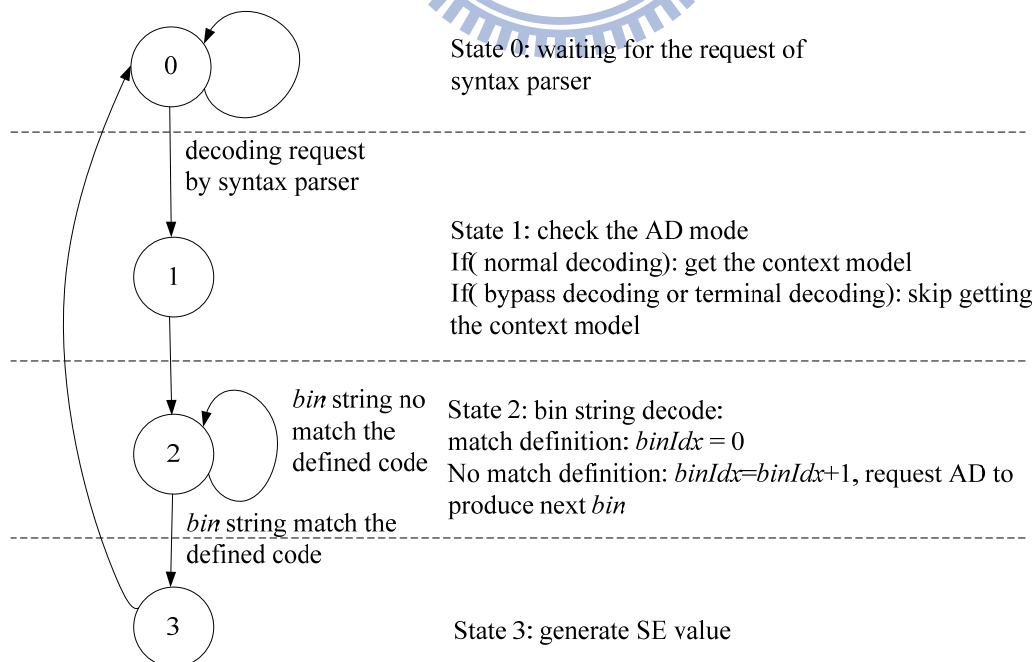 0
State 0: waiting for the request of
syntax parser
decoding request
by syntax parser
1
State 1: check the AD mode
If( normal decoding): get the context model
If( bypass decoding or terminal decoding): skip getting
the context model
2
bin string no
match the
defined code
State 2: bin string decode:
match definition: binIdx = 0
No match definition: binIdx=binIdx+1, request AD to
produce next bin
bin string match the
defined code
3
State 3: generate SE value